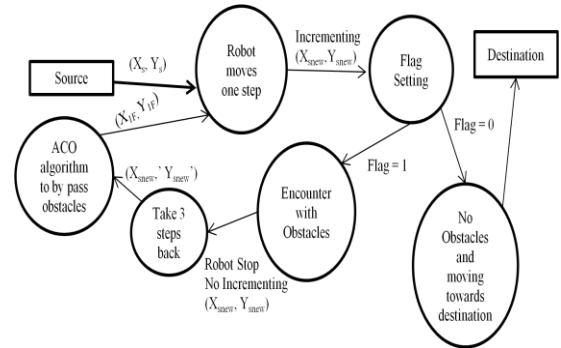 Source
(Xs, Ys)
Robot
moves
one step
Incrementing
(Xsnew, Ysnew)
Flag
Setting
Destination
(X1F, Y1F)
ACO
algorithm
to by pass
obstacles
(Xsnew,' Ysnew')
Take 3
steps
back
Robot Stop
No Incrementing
(Xsnew, Ysnew)
Encounter
with
Obstacles
Flag = 1
Flag = 0
No
Obstacles
and
moving
towards
destination